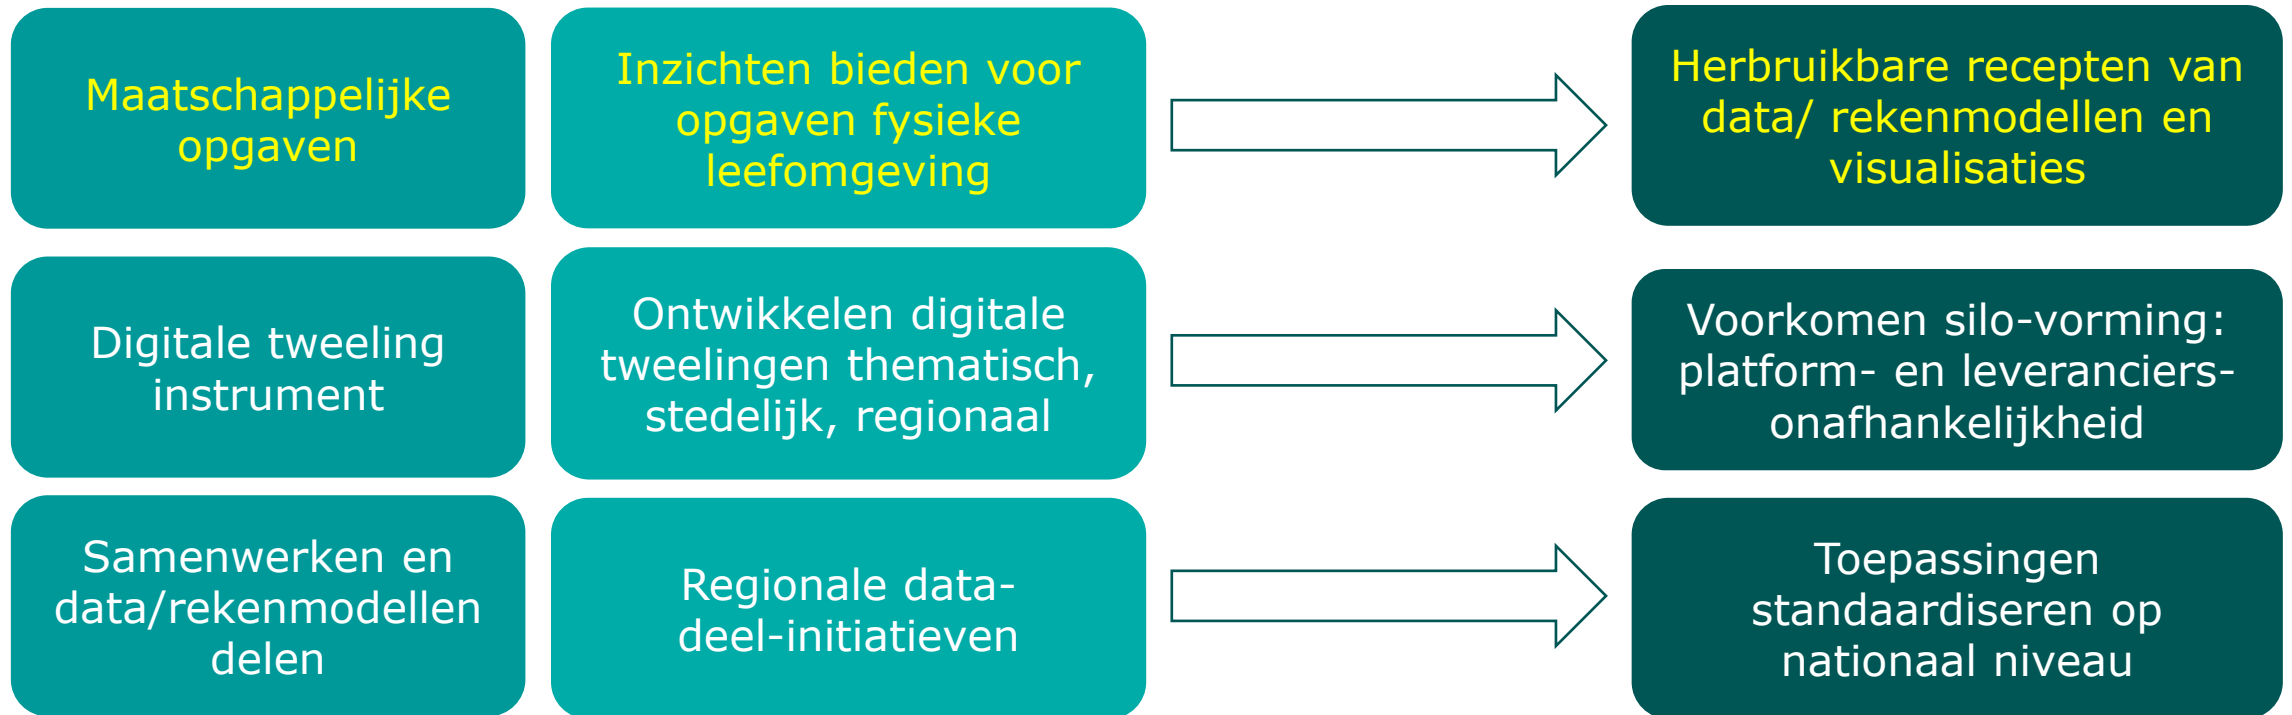 Maatschappelijke
opgaven
Inzichten bieden voor
opgaven fysieke
leefomgeving
Herbruikbare recepten van
data/ rekenmodellen en
visualisaties
Digitale tweeling
instrument
Ontwikkelen digitale
tweelingen thematisch,
stedelijk, regionaal
Voorkomen silo-vorming:
platform- en leveranciers-
onafhankelijkheid
Samenwerken en
data/rekenmodellen
delen
Regionale data-
deel-initiatieven
Toepassingen
standaardiseren op
nationaal niveau